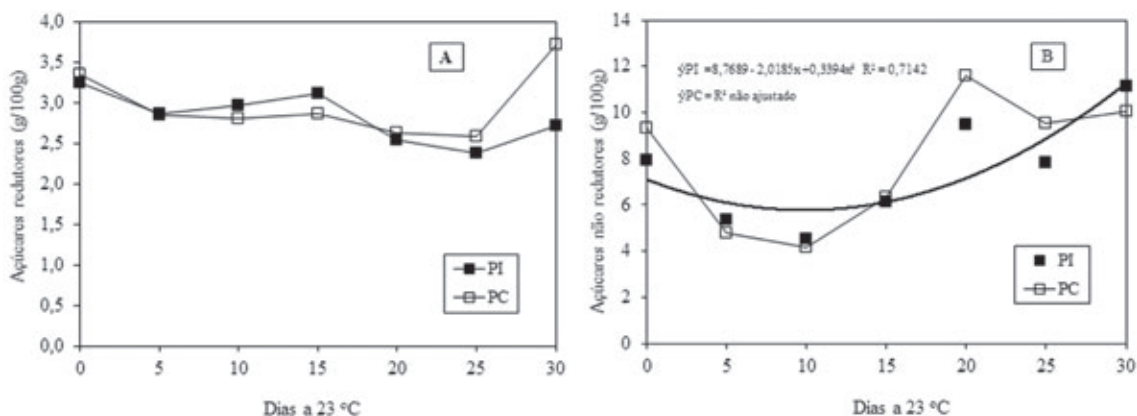 4,0
3,5
3,0
2,5
2,0
1,5
1,0
0,5
0,0
Açúcares redutores (g/100g)
A
PI
PC
0 5 10 15 20 25 30
Dias a 23 ºC
14
12
10
8
6
4
2
0
Açúcares não redutores (g/100g)
B
ŷPI =8,7689 - 2,0185x+0,3394x² R² = 0,7142
ŷPC = R² não ajustado
PI
PC
0 5 10 15 20 25 30
Dias a 23 ºC